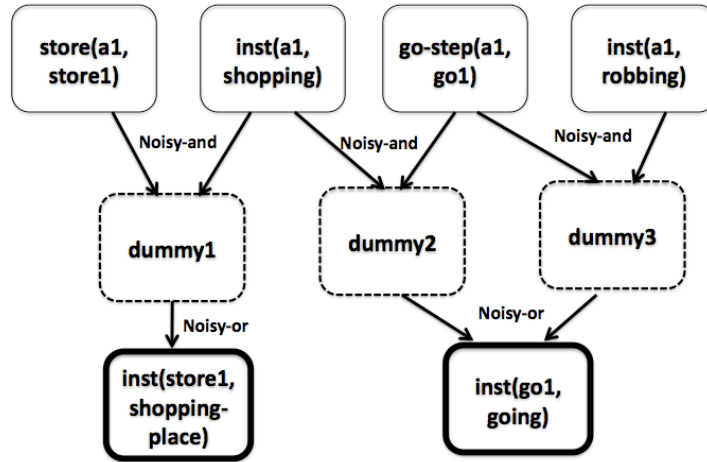 store(a1,
store1)
inst(a1,
shopping)
go-step(a1,
go1)
inst(a1,
robbing)
Noisy-and
Noisy-and
Noisy-and
dummy1
dummy2
dummy3
Noisy-or
Noisy-or
inst(store1,
shopping-
place)
inst(go1,
going)